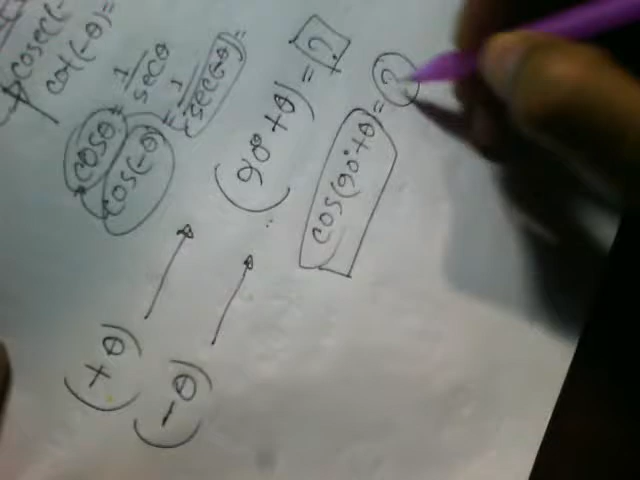 cosec(-
cot(-θ)=
cosθ = 1/secθ
cos(-θ) = 1/sec(-θ) =
(+θ) → (90°+θ) = ?
(-θ) →
cos(90°+θ) = ?